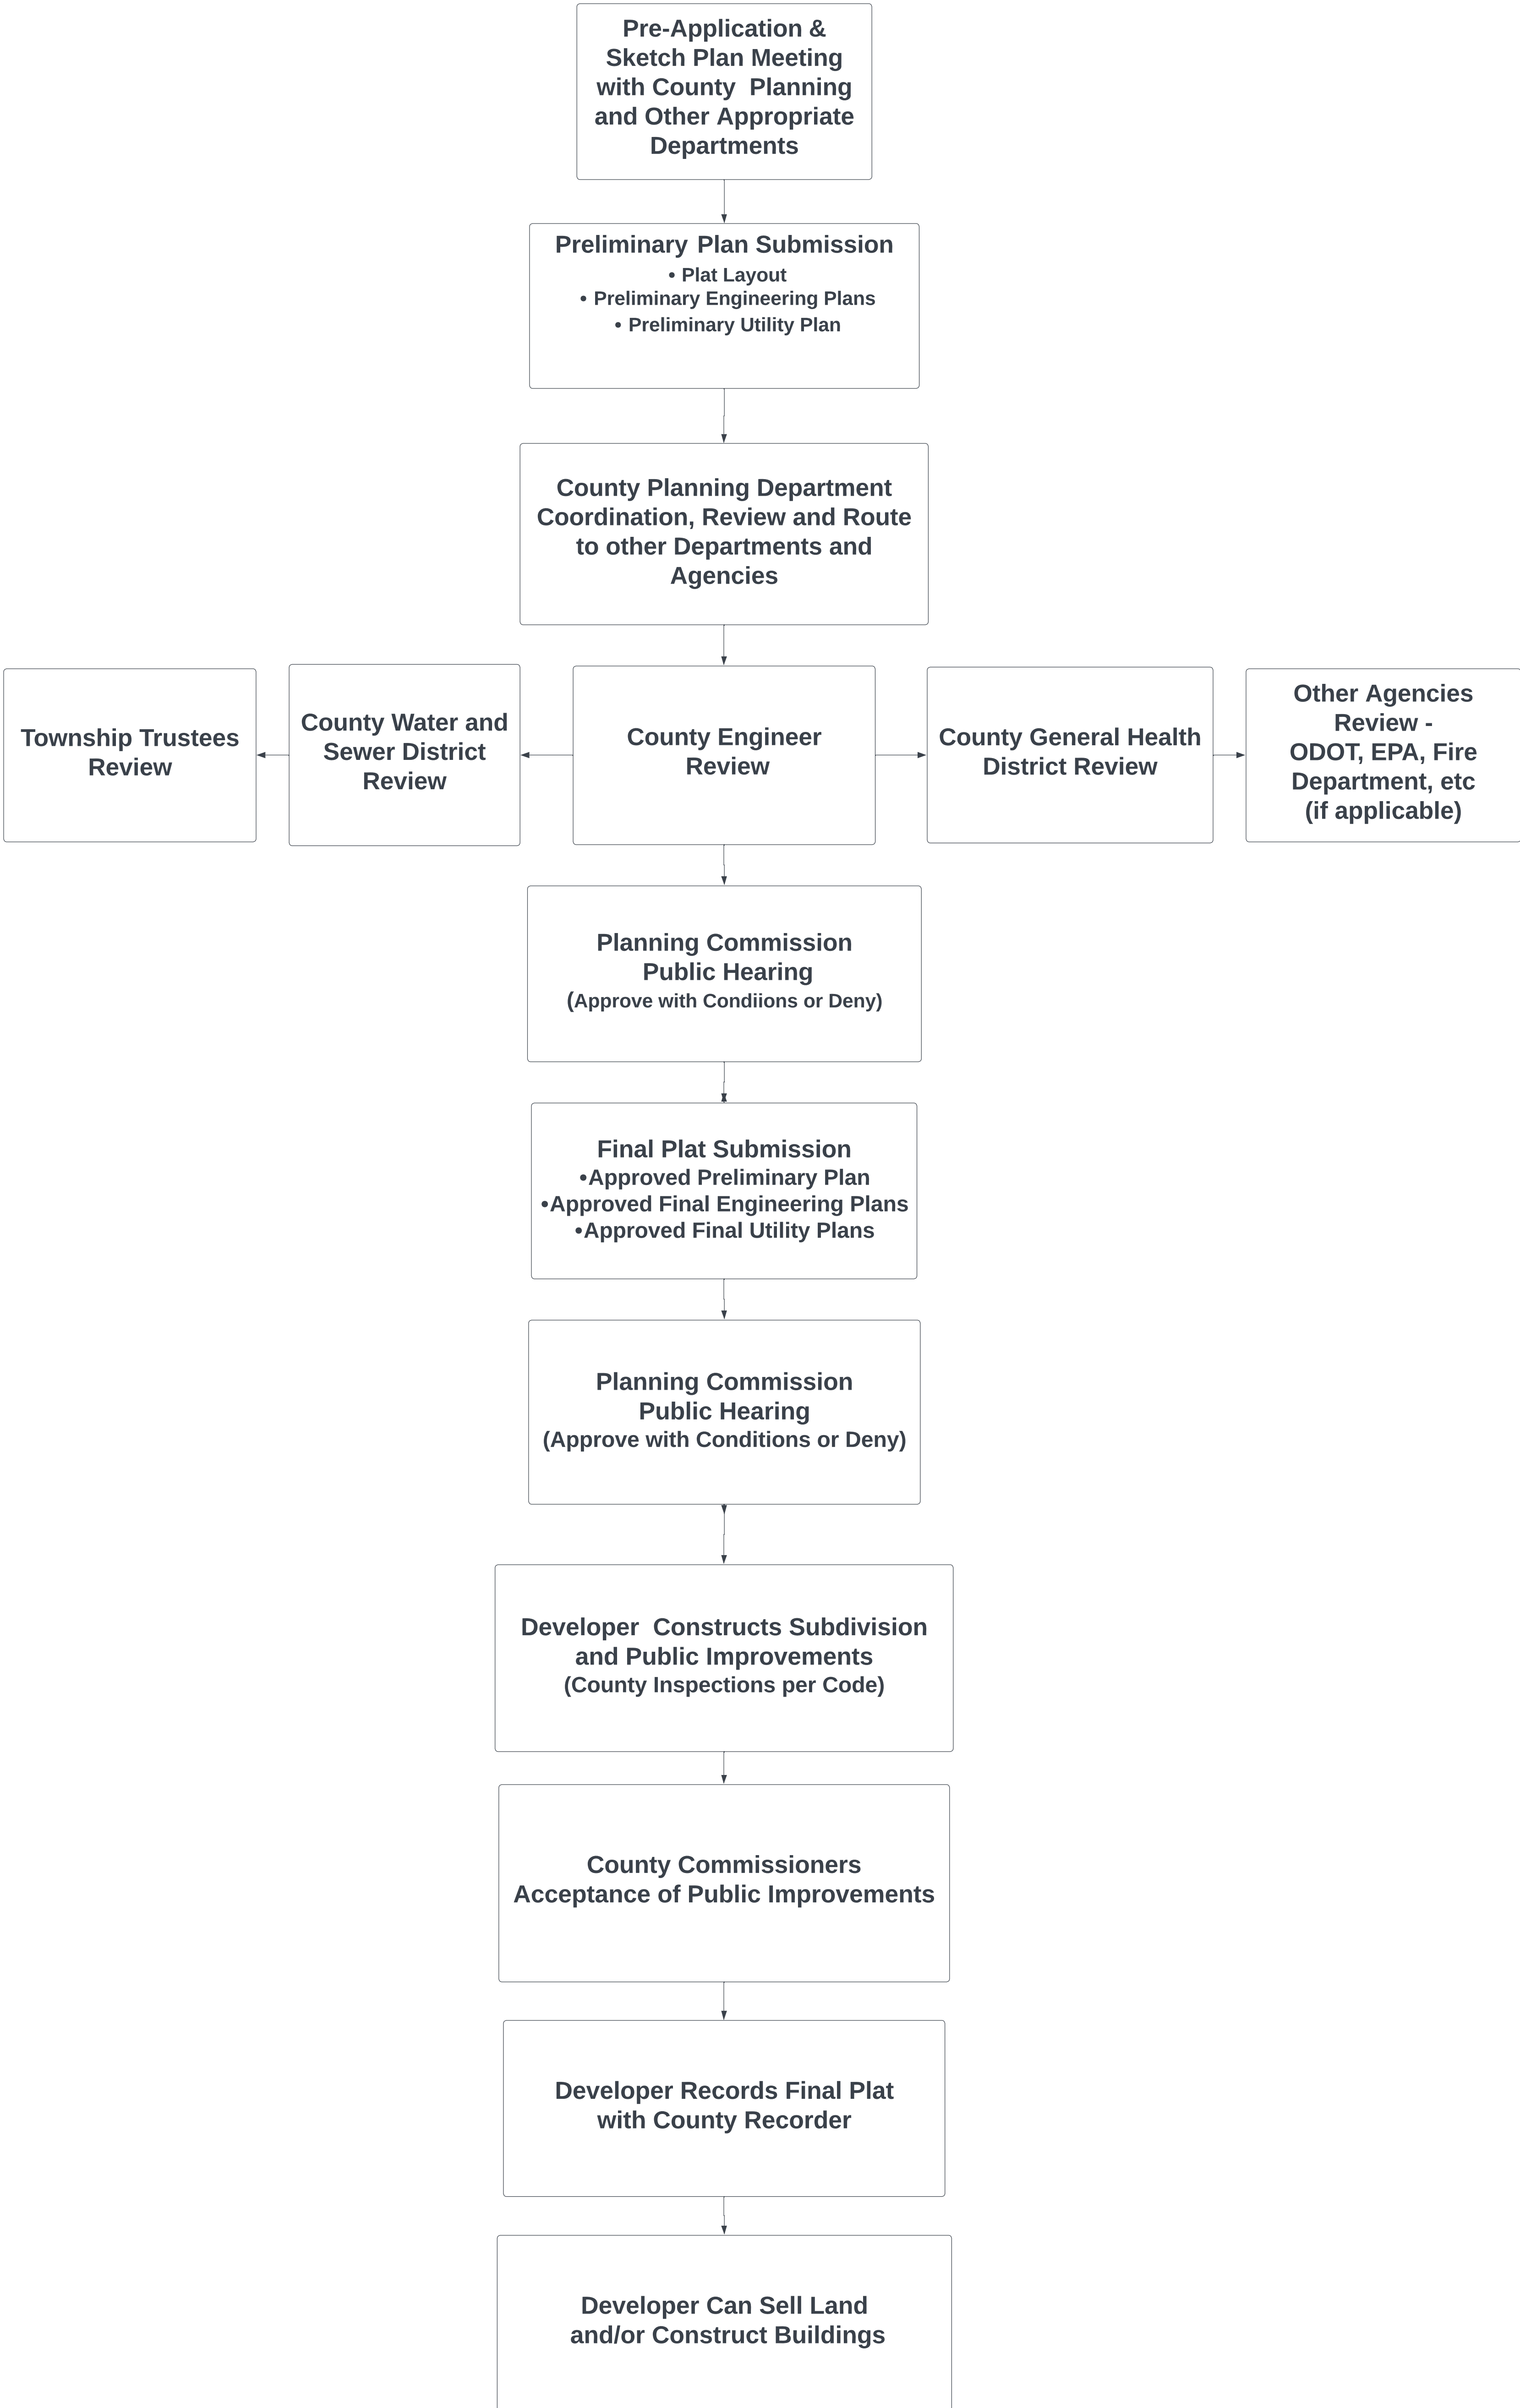 Pre-Application &
Sketch Plan Meeting
with County Planning
and Other Appropriate
Departments
Preliminary Plan Submission
• Plat Layout
• Preliminary Engineering Plans
• Preliminary Utility Plan
County Planning Department
Coordination, Review and Route
to other Departments and
Agencies
Township Trustees
Review
County Water and
Sewer District
Review
County Engineer
Review
County General Health
District Review
Other Agencies
Review -
ODOT, EPA, Fire
Department, etc
(if applicable)
Planning Commission
Public Hearing
(Approve with Condiions or Deny)
Final Plat Submission
•Approved Preliminary Plan
•Approved Final Engineering Plans
•Approved Final Utility Plans
Planning Commission
Public Hearing
(Approve with Conditions or Deny)
Developer Constructs Subdivision
and Public Improvements
(County Inspections per Code)
County Commissioners
Acceptance of Public Improvements
Developer Records Final Plat
with County Recorder
Developer Can Sell Land
and/or Construct Buildings